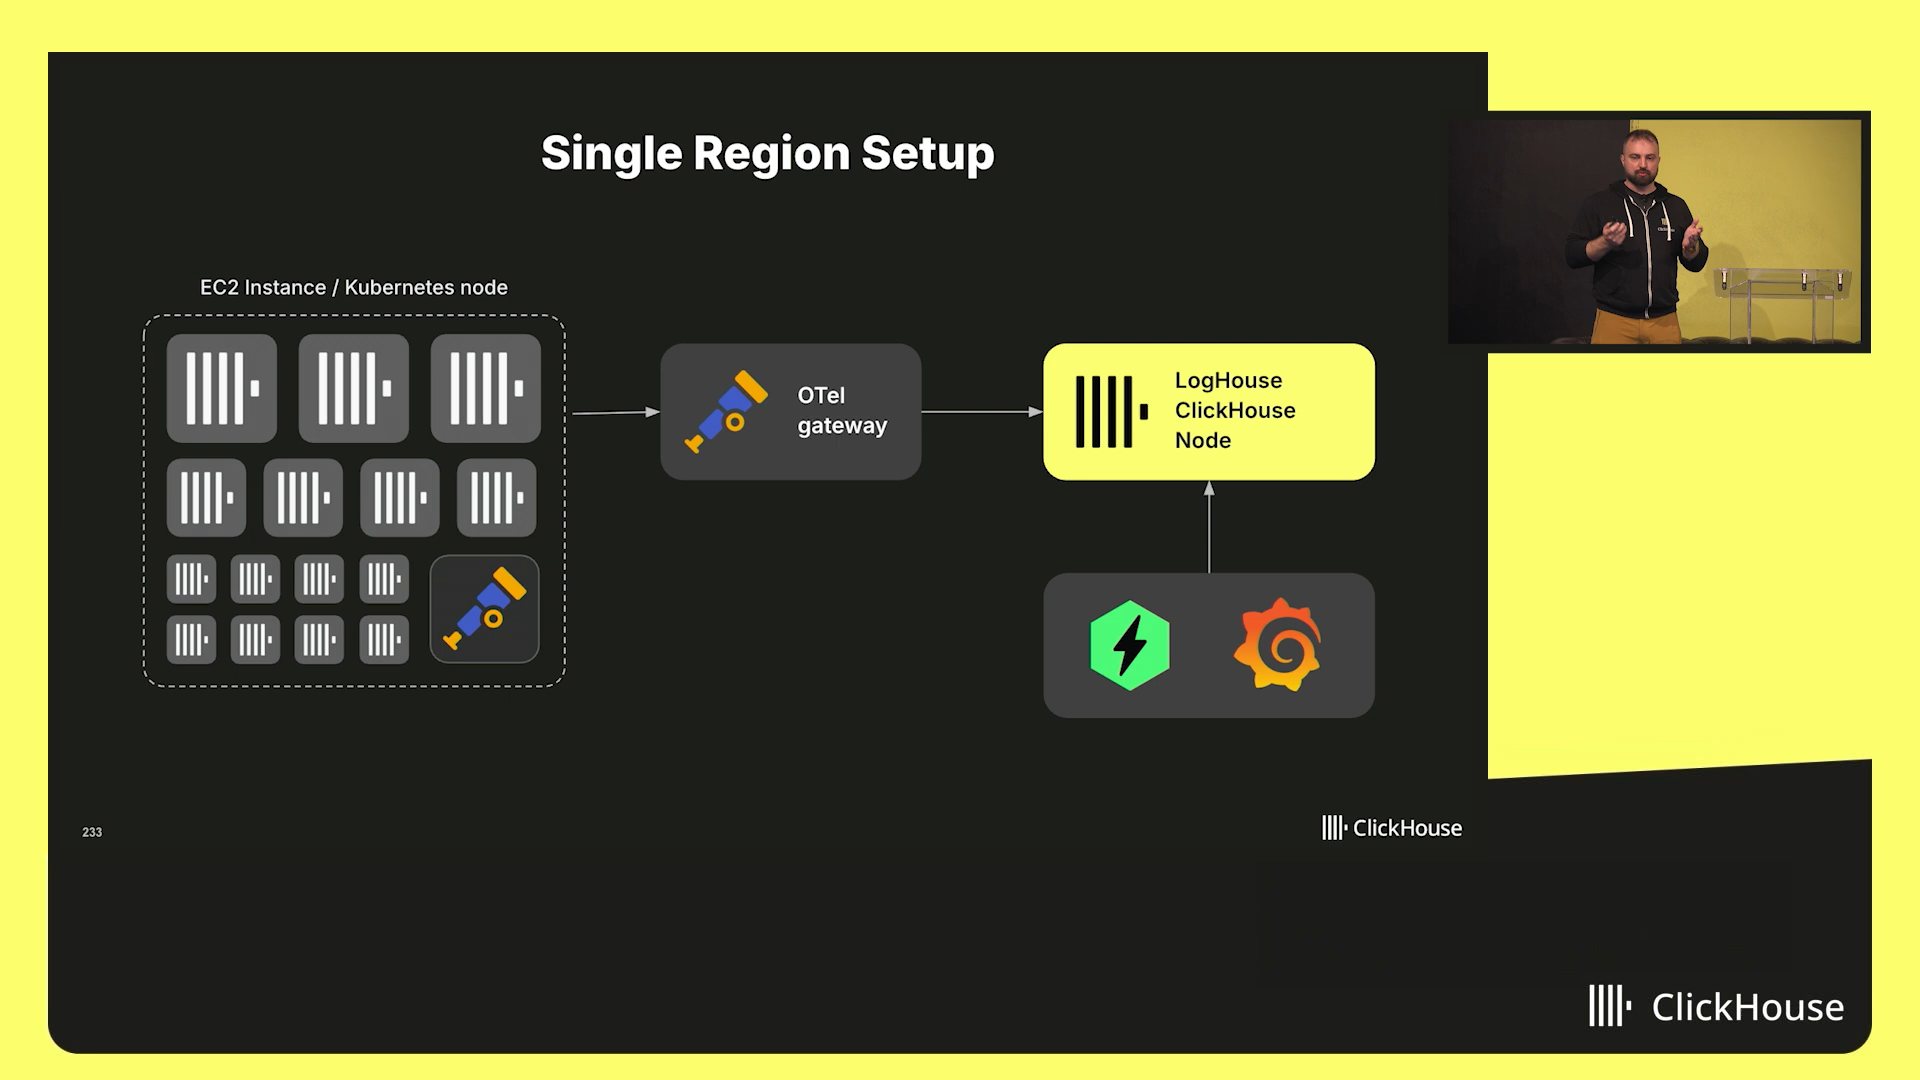 Single Region Setup
EC2 Instance / Kubernetes node
OTel
gateway
LogHouse
ClickHouse
Node
233
ClickHouse
ClickHouse